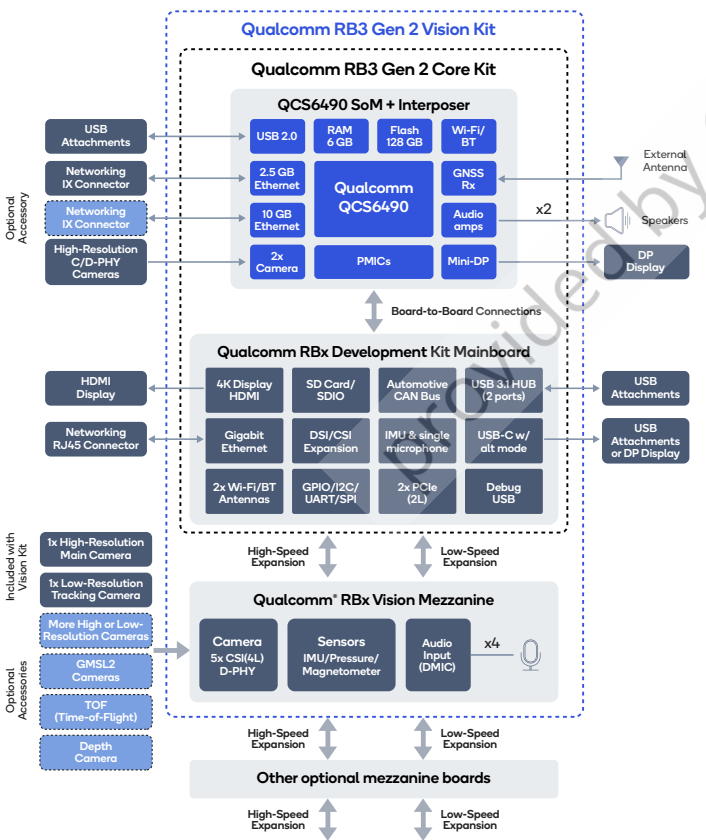 Qualcomm RB3 Gen 2 Vision Kit
Qualcomm RB3 Gen 2 Core Kit
QCS6490 SoM + Interposer
USB
Attachments
USB 2.0
RAM
6 GB
Flash
128 GB
Wi-Fi/
BT
Networking
IX Connector
2.5 GB
Ethernet
Qualcomm
QCS6490
GNSS
Rx
External
Antenna
Optional
Accessory
Networking
IX Connector
10 GB
Ethernet
Audio
amps
x2
Speakers
High-Resolution
C/D-PHY
Cameras
2x
Camera
PMICs
Mini-DP
DP
Display
Board-to-Board Connections
Qualcomm RBx Development Kit Mainboard
HDMI
Display
4K Display
HDMI
SD Card/
SDIO
Automotive
CAN Bus
USB 3.1 HUB
(2 ports)
USB
Attachments
Networking
RJ45 Connector
Gigabit
Ethernet
DSI/CSI
Expansion
IMU & single
microphone
USB-C w/
alt mode
USB
Attachments
or DP Display
2x Wi-Fi/BT
Antennas
GPIO/I2C/
UART/SPI
2x PCIe
(2L)
Debug
USB
High-Speed
Expansion
Low-Speed
Expansion
Included with
Vision Kit
1x High-Resolution
Main Camera
1x Low-Resolution
Tracking Camera
Qualcomm® RBx Vision Mezzanine
Optional
Accessories
More High or Low-
Resolution Cameras
GMSL2
Cameras
TOF
(Time-of-Flight)
Depth
Camera
Camera
5x CSI(4L)
D-PHY
Sensors
IMU/Pressure/
Magnetometer
Audio
Input
(DMIC)
x4
High-Speed
Expansion
Low-Speed
Expansion
Other optional mezzanine boards
High-Speed
Expansion
Low-Speed
Expansion
provided by